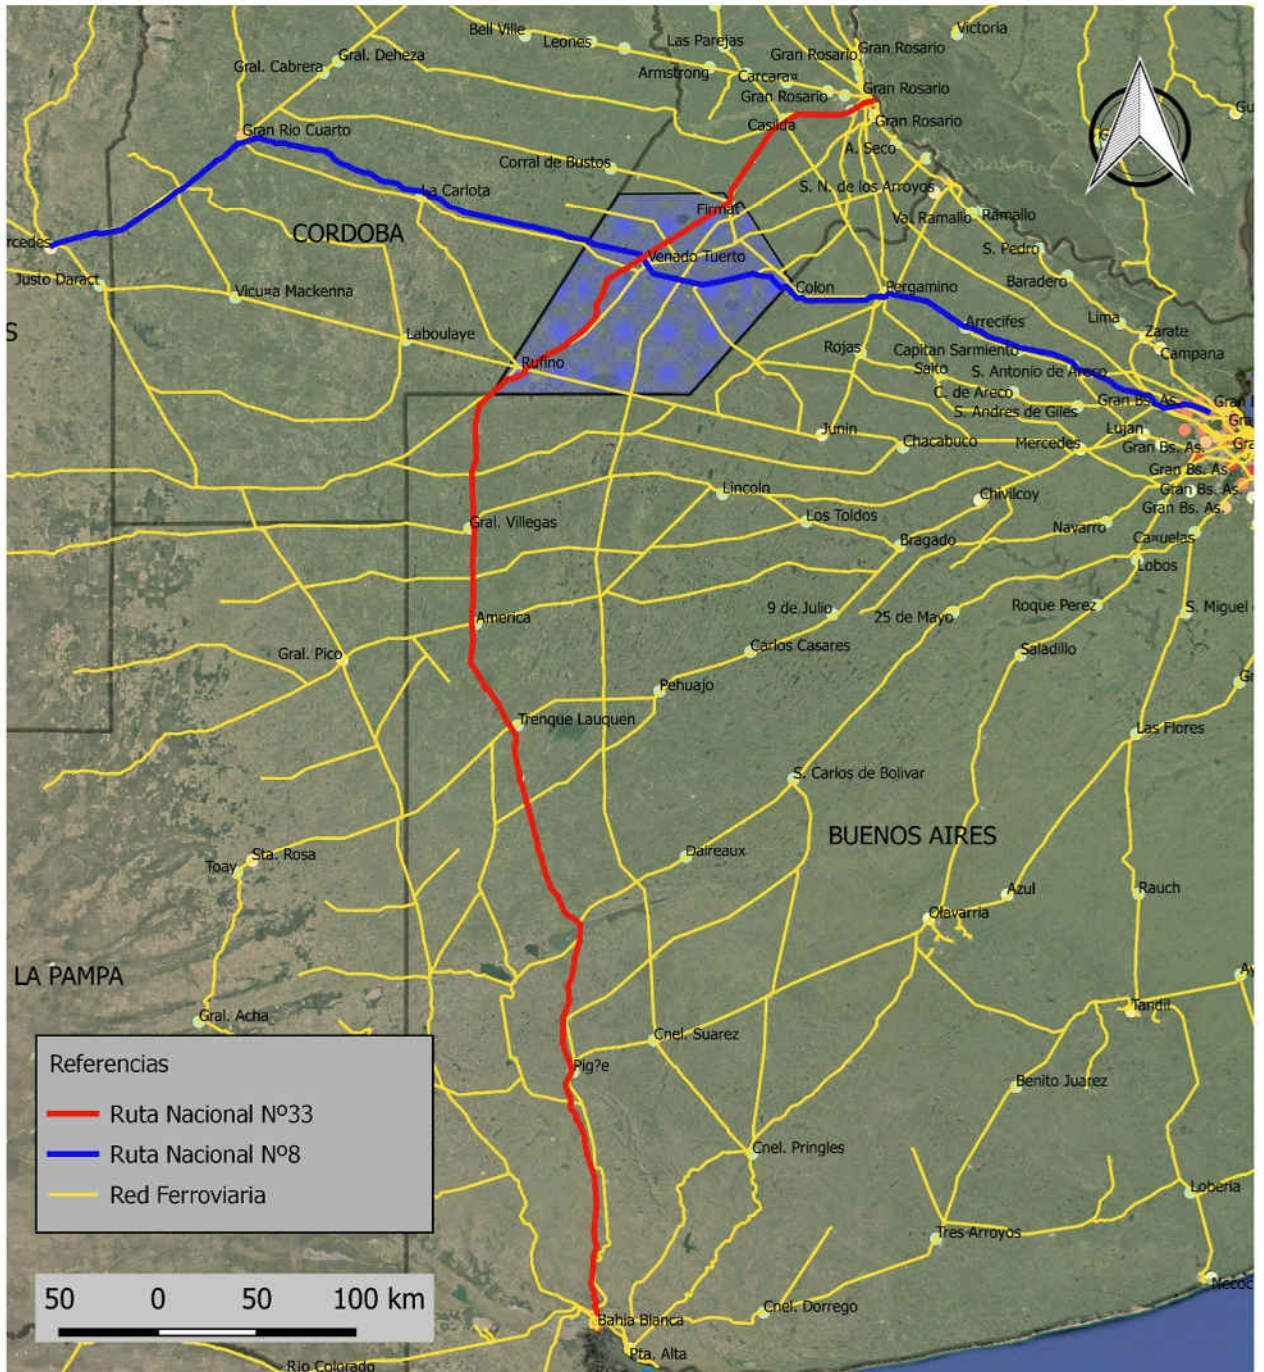 Victoria
Bell Ville
Leones
Las Parejas
Gran Rosario
Gran Rosario
Gral. Deheza
Gral. Cabrera
Armstrong
Carcara¤
Gran Rosario
Gran Rosario
Gran Rosario
Casilda
Gran Rio Cuarto
A. Seco
Corral de Bustos
La Carlota
S. N. de los Arroyos
Firmat
Va. Ramallo
Ramallo
CORDOBA
rcedes
S. Pedro
Venado Tuerto
Justo Daract
Vicu¤a Mackenna
Colon
Pergamino
Baradero
Lima
Arrecifes
Zarate
S
Laboulaye
Rojas
Capitan Sarmiento
Campana
Rufino
Salto
S. Antonio de Areco
C. de Areco
Gran Bs. As.
S. Andres de Giles
Junin
Chacabuco
Mercedes
Lujan
Gran Bs. As.
Gran Bs. As.
Lincoln
Chivilcoy
Gran Bs. As.
Gran Bs. As.
Gral. Villegas
Los Toldos
Navarro
Bragado
Ca¤uelas
Lobos
America
9 de Julio
25 de Mayo
Roque Perez
S. Miguel
Gral. Pico
Carlos Casares
Saladillo
Pehuajo
Trenque Lauquen
Las Flores
S. Carlos de Bolivar
BUENOS AIRES
Sta. Rosa
Toay
Daireaux
Azul
Rauch
Olavarria
LA PAMPA
Gral. Acha
Tandil
Cnel. Suarez
Pig?e
Benito Juarez
Referencias
Ruta Nacional Nº33
Ruta Nacional Nº8
Red Ferroviaria
Cnel. Pringles
Loberia
Tres Arroyos
50 0 50 100 km
Necoc
Cnel. Dorrego
Bahia Blanca
Pta. Alta
Rio Colorado